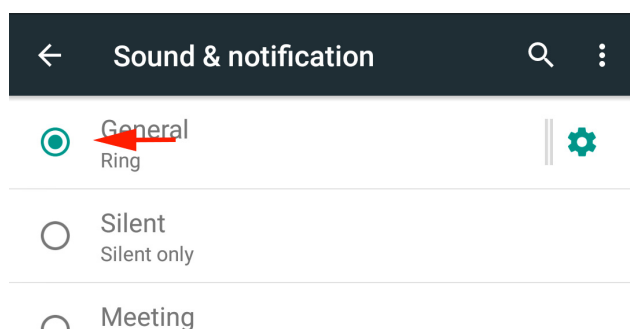 Sound & notification
General
Ring
Silent
Silent only
Meeting